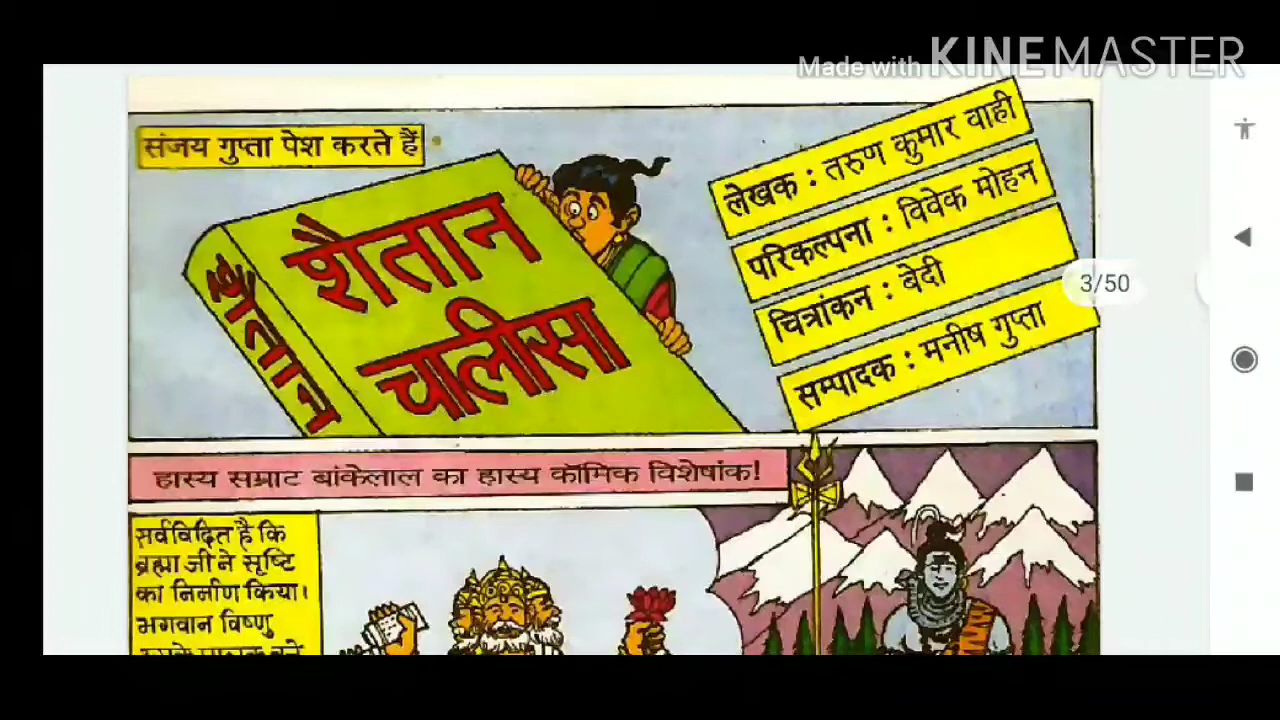 Made with KINEMASTER
संजय गुप्ता पेश करते हैं
शैतान
चालीसा
शैतान
लेखक : तरुण कुमार वाही
परिकल्पना : विवेक मोहन
चित्रांकन : बेदी
सम्पादक : मनीष गुप्ता
3/50
हास्य सम्राट बांकेलाल का हास्य कॉमिक विशेषांक!
सर्वविदित है कि
ब्रह्मा जी ने सृष्टि
का निर्माण किया।
भगवान विष्णु